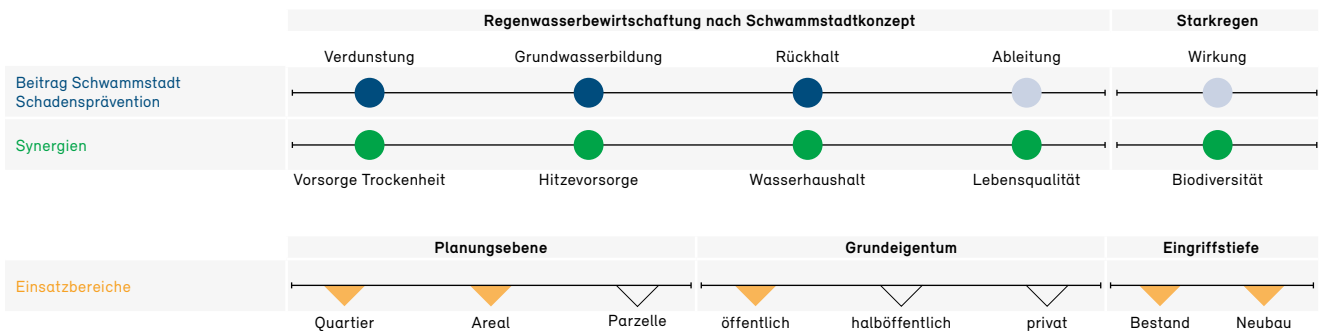 Regenwasserbewirtschaftung nach Schwammstadtkonzept
Starkregen
Verdunstung
Grundwasserbildung
Rückhalt
Ableitung
Wirkung
Beitrag Schwammstadt
Schadensprävention
Synergien
Vorsorge Trockenheit
Hitzevorsorge
Wasserhaushalt
Lebensqualität
Biodiversität
Planungsebene
Grundeigentum
Eingriffstiefe
Einsatzbereiche
Quartier
Areal
Parzelle
öffentlich
halböffentlich
privat
Bestand
Neubau